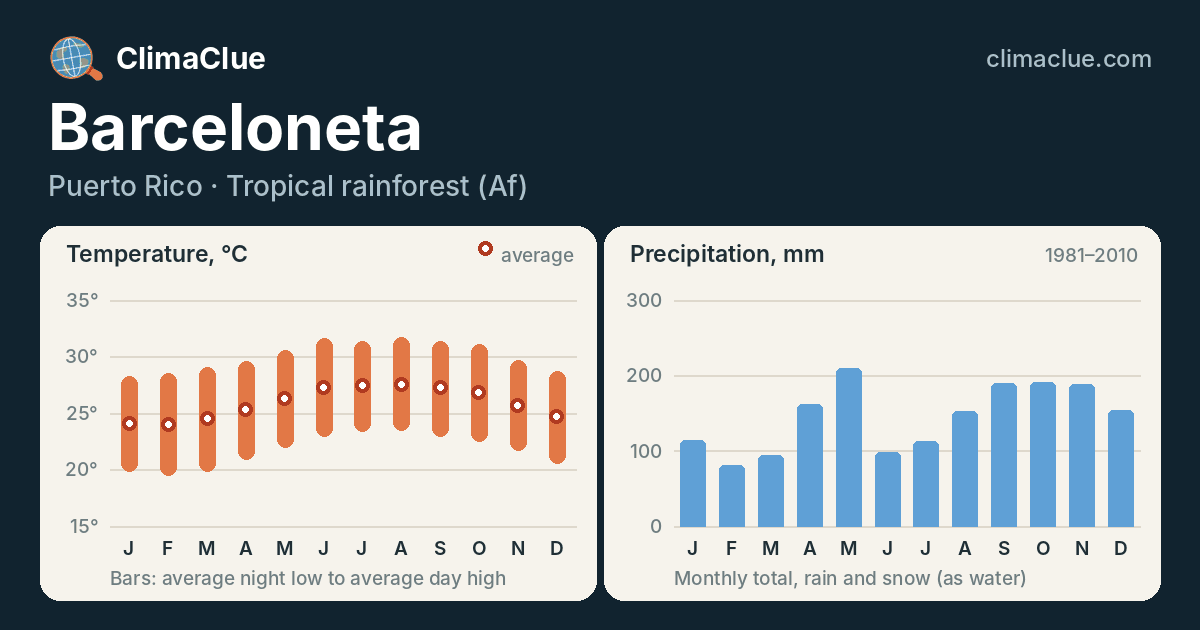 ClimaClue
climaclue.com
Barceloneta
Puerto Rico · Tropical rainforest (Af)
Temperature, °C
average
35°
30°
25°
20°
15°
J F M A M J J A S O N D
Bars: average night low to average day high
Precipitation, mm
1981–2010
300
200
100
0
J F M A M J J A S O N D
Monthly total, rain and snow (as water)